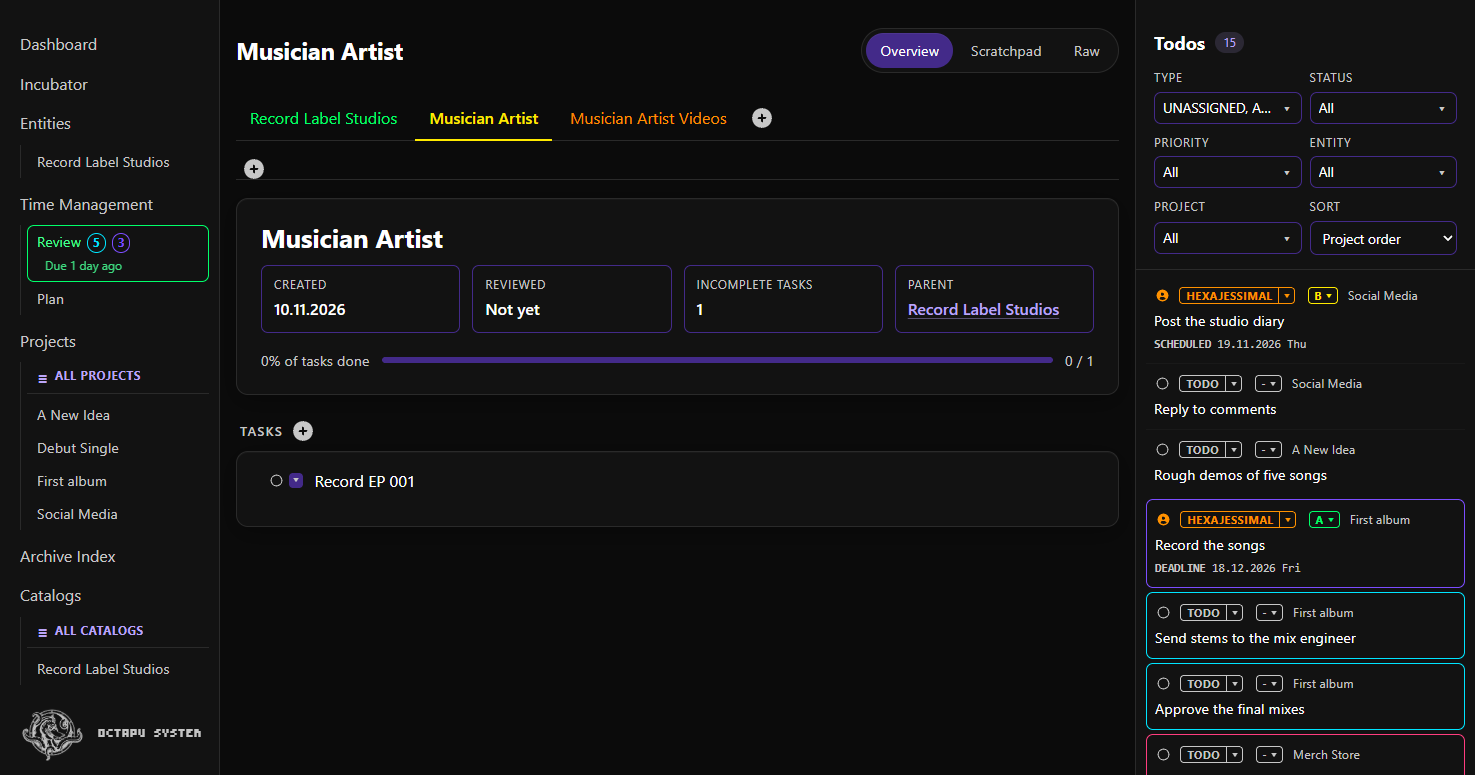 Dashboard
Incubator
Entities
Record Label Studios
Time Management
Review 5 3
Due 1 day ago
Plan
Projects
ALL PROJECTS
A New Idea
Debut Single
First album
Social Media
Archive Index
Catalogs
ALL CATALOGS
Record Label Studios
OCTAPU SYSTEM
Musician Artist
Overview Scratchpad Raw
Record Label Studios Musician Artist Musician Artist Videos
Musician Artist
CREATED
10.11.2026
REVIEWED
Not yet
INCOMPLETE TASKS
1
PARENT
Record Label Studios
0% of tasks done 0 / 1
TASKS
Record EP 001
Todos 15
TYPE STATUS
UNASSIGNED, A... All
PRIORITY ENTITY
All All
PROJECT SORT
All Project order
HEXAJESSIMAL B Social Media
Post the studio diary
SCHEDULED 19.11.2026 Thu
TODO - Social Media
Reply to comments
TODO - A New Idea
Rough demos of five songs
HEXAJESSIMAL A First album
Record the songs
DEADLINE 18.12.2026 Fri
TODO - First album
Send stems to the mix engineer
TODO - First album
Approve the final mixes
TODO - Merch Store